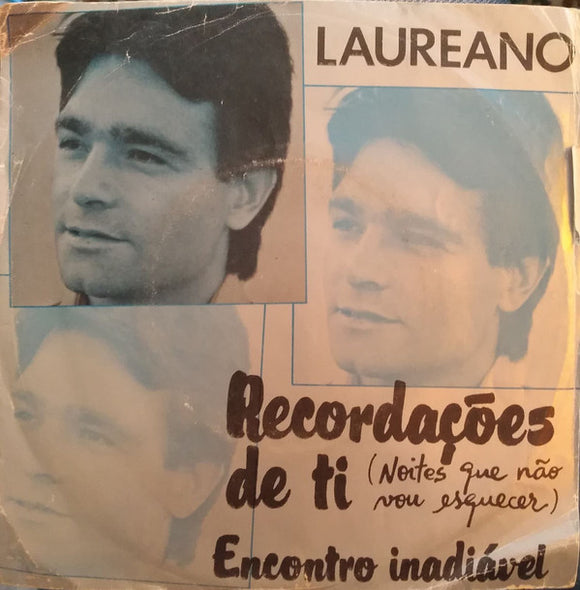 LAUREANO
Recordações
de ti (Noites que não
vou esquecer)
Encontro inadiável